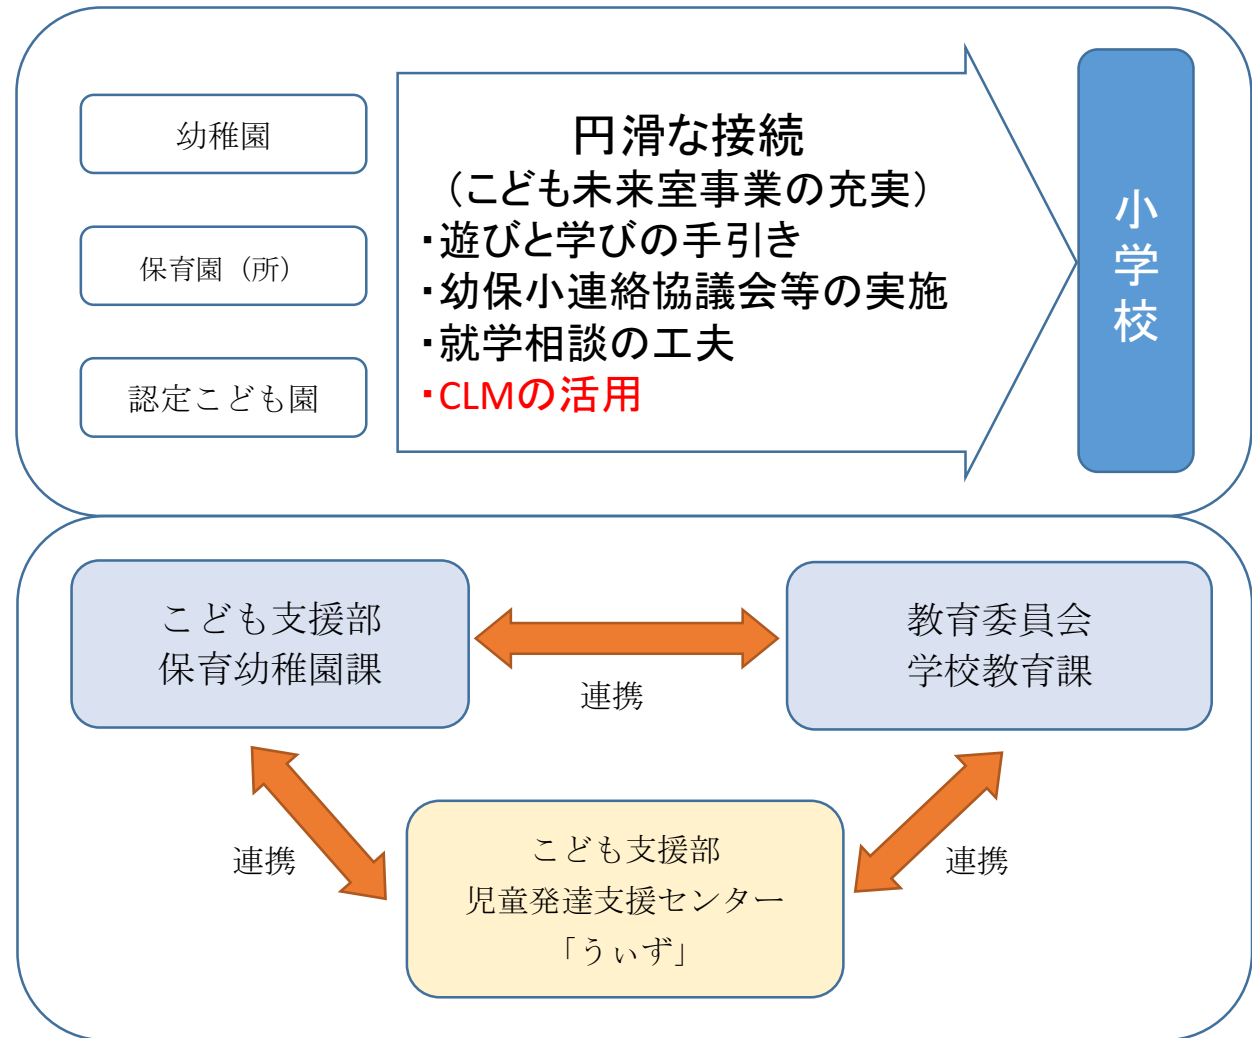 幼稚園
保育園（所）
認定こども園
円滑な接続
（こども未来室事業の充実）
・遊びと学びの手引き
・幼保小連絡協議会等の実施
・就学相談の工夫
・CLMの活用
小学校
こども支援部
保育幼稚園課
連携
教育委員会
学校教育課
連携
こども支援部
児童発達支援センター
「うぃず」
連携